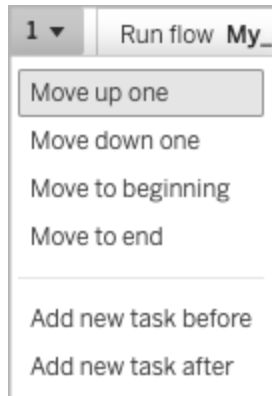 1 Run flow My_
Move up one
Move down one
Move to beginning
Move to end
Add new task before
Add new task after